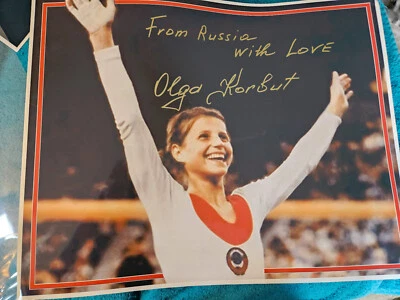 From Russia
with LOVE
Olga Korbut